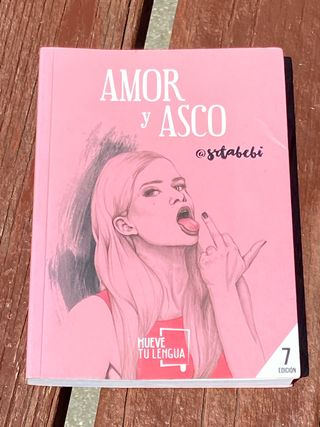 AMOR
y ASCO
@srtabebi
MUEVE
TU LENGUA
7
EDICIÓN